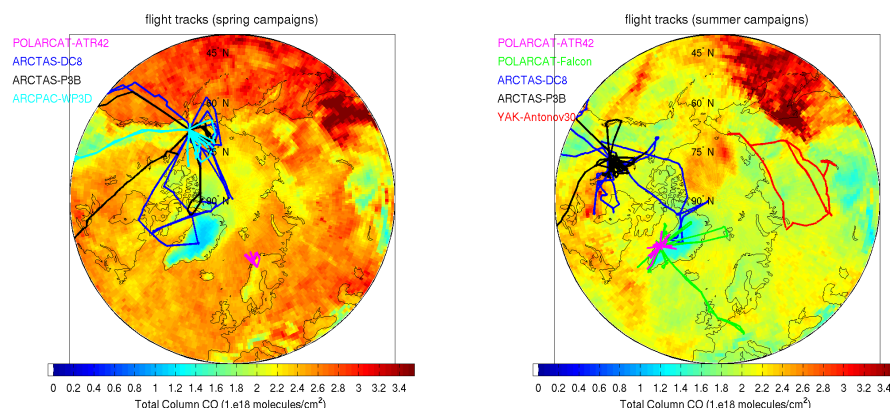 flight tracks (spring campaigns)
POLARCAT-ATR42
ARCTAS-DC8
ARCTAS-P3B
ARCPAC-WP3D
45° N
60° N
75° N
90° N
0 0.2 0.4 0.6 0.8 1 1.2 1.4 1.6 1.8 2 2.2 2.4 2.6 2.8 3 3.2 3.4
Total Column CO (1.e18 molecules/cm²)
flight tracks (summer campaigns)
POLARCAT-ATR42
POLARCAT-Falcon
ARCTAS-DC8
ARCTAS-P3B
YAK-Antonov30
45° N
60° N
75° N
90° N
0 0.2 0.4 0.6 0.8 1 1.2 1.4 1.6 1.8 2 2.2 2.4 2.6 2.8 3 3.2 3.4
Total Column CO (1.e18 molecules/cm²)